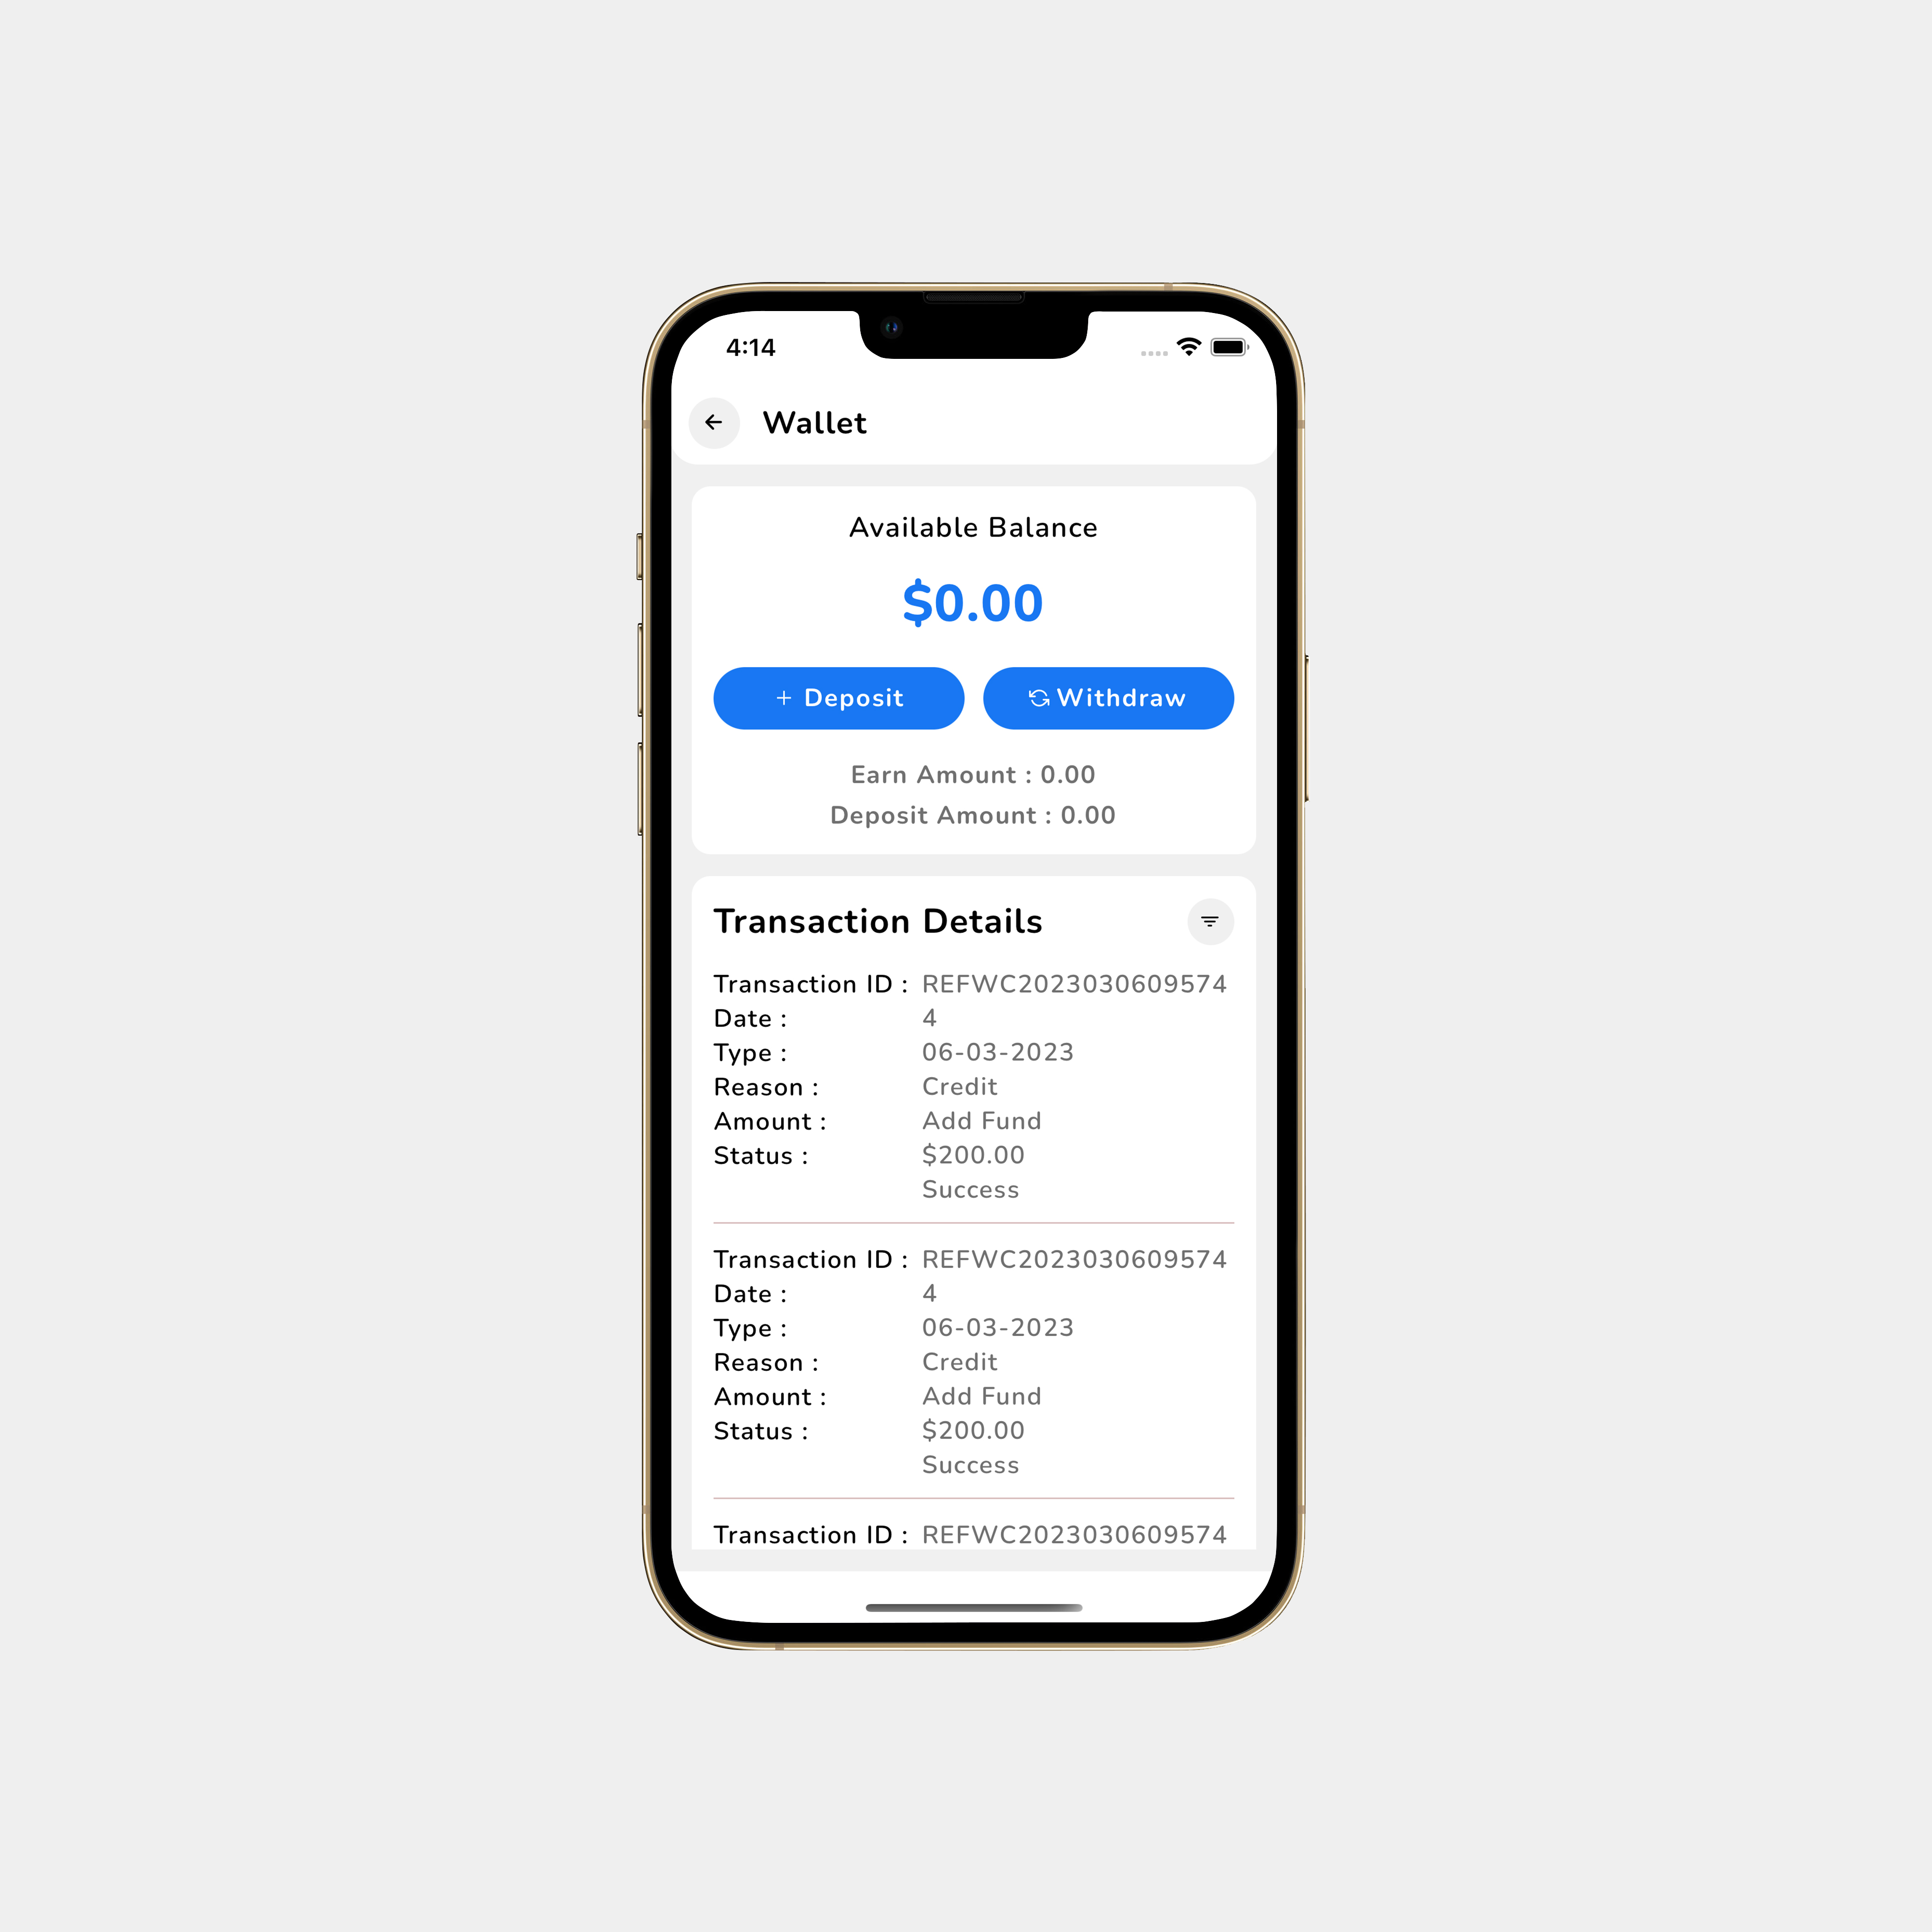 4:14
Wallet
Available Balance
$0.00
+ Deposit
Withdraw
Earn Amount : 0.00
Deposit Amount : 0.00
Transaction Details
Transaction ID : REFWC2023030609574
Date : 4
Type : 06-03-2023
Reason : Credit
Amount : Add Fund
Status : $200.00
Success
Transaction ID : REFWC2023030609574
Date : 4
Type : 06-03-2023
Reason : Credit
Amount : Add Fund
Status : $200.00
Success
Transaction ID : REFWC2023030609574